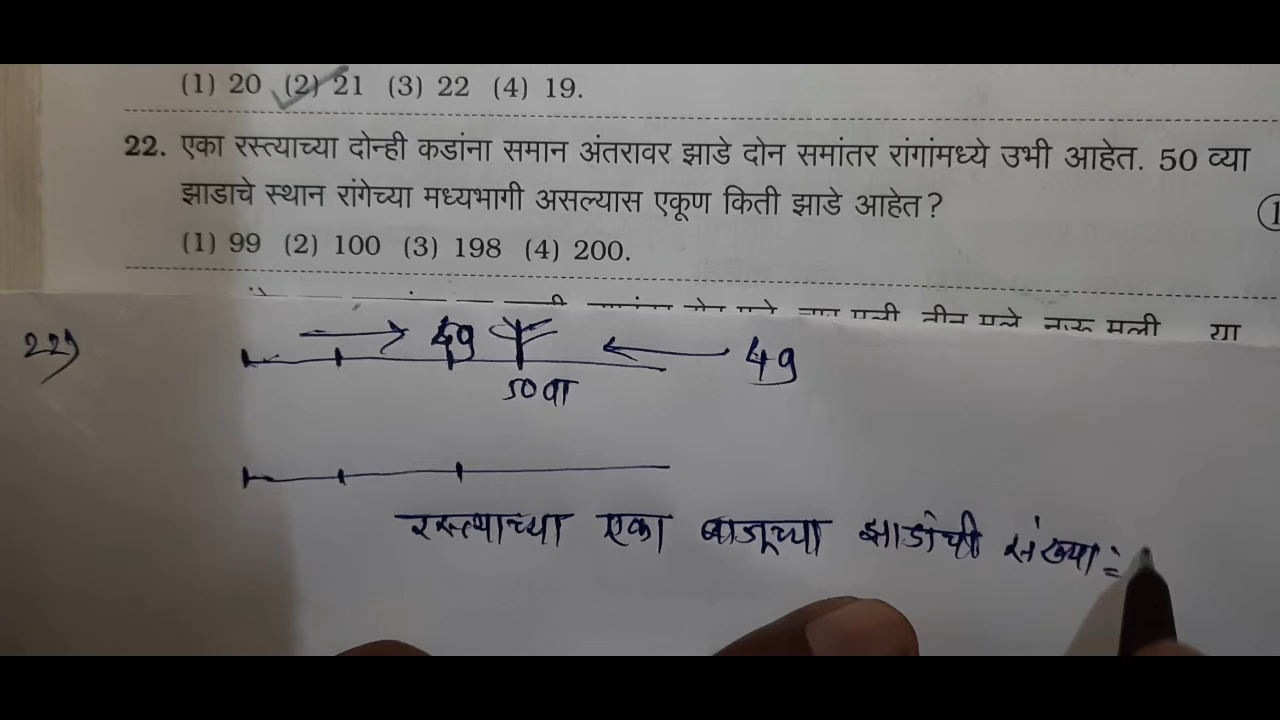 (1) 20 (2) 21 (3) 22 (4) 19.
22. एका रस्त्याच्या दोन्ही कडांना समान अंतरावर झाडे दोन समांतर रांगांमध्ये उभी आहेत. 50 व्या
झाडाचे स्थान रांगेच्या मध्यभागी असल्यास एकूण किती झाडे आहेत?
(1) 99 (2) 100 (3) 198 (4) 200.
22)
49
49
50वा
रस्त्याच्या एका बाजूच्या झाडांची संख्या =